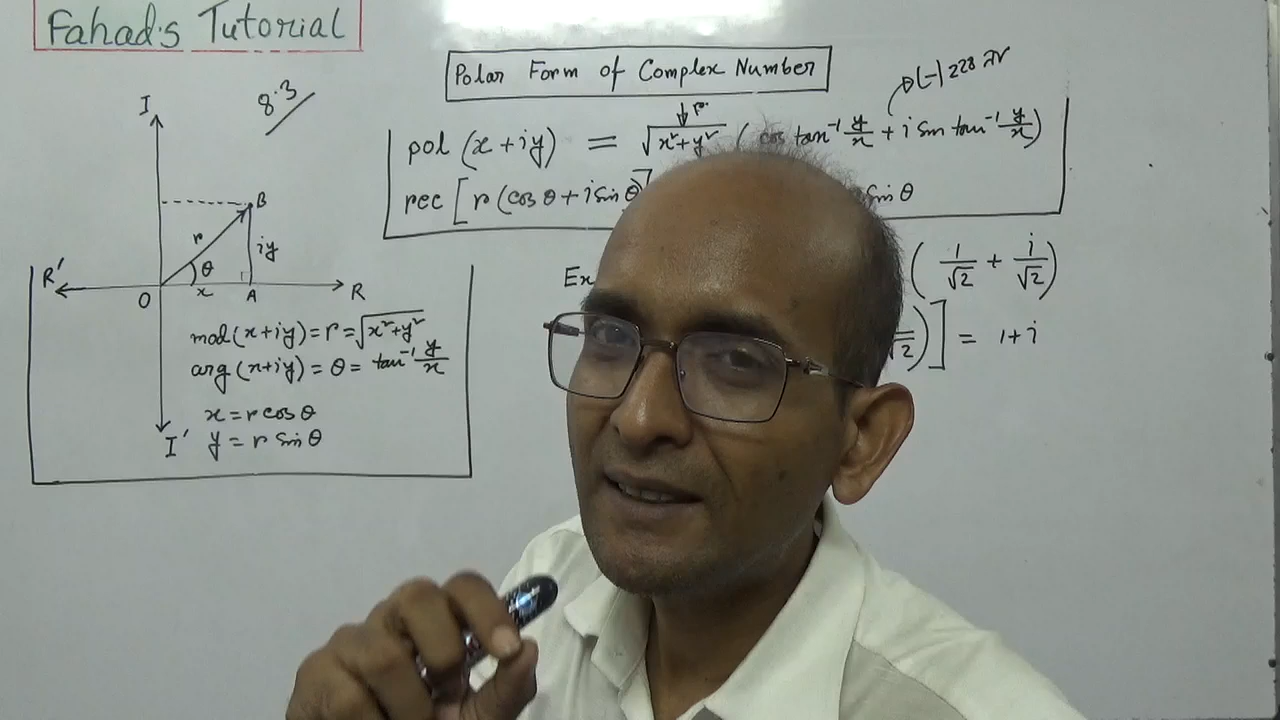 Fahad's Tutorial
8.3
Polar Form of Complex Number
r
pol (x+iy) = √x²+y² (cos tan⁻¹ y/x + i Sin tan⁻¹ y/x)
rec [r (cos θ + i Sin θ)] Sin θ
Ex (1/√2 + i/√2)
√2)] = 1+i
I
B
r
iy
θ
R'
O
x
A
R
mod (x+iy) = r = √x²+y²
arg (x+iy) = θ = tan⁻¹ y/x
x = r cos θ
I' y = r Sin θ